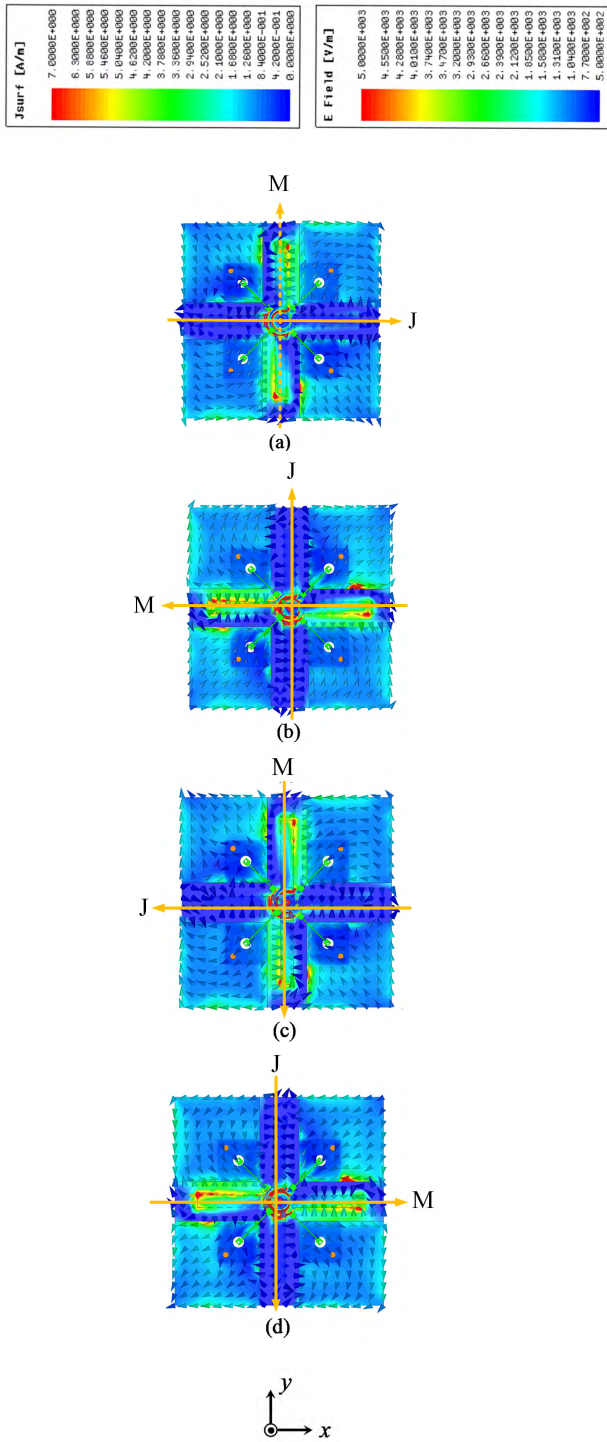 Jsurf [A/m]
7.0000E+000
6.3000E+000
5.8800E+000
5.4600E+000
5.0400E+000
4.6200E+000
4.2000E+000
3.7800E+000
3.3600E+000
2.9400E+000
2.5200E+000
2.1000E+000
1.6800E+000
1.2600E+000
8.4000E-001
4.2000E-001
0.0000E+000
E Field [V/m]
5.0000E+003
4.5500E+003
4.2800E+003
4.0100E+003
3.7400E+003
3.4700E+003
3.2000E+003
2.9300E+003
2.6600E+003
2.3900E+003
2.1200E+003
1.8500E+003
1.5800E+003
1.3100E+003
1.0400E+003
7.7000E+002
5.0000E+002
M
J
(a)
J
M
(b)
M
J
(c)
J
M
(d)
y
x